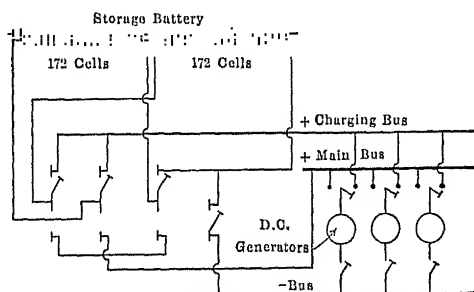 Storage Battery
172 Cells 172 Cells
+ Charging Bus
+ Main Bus
D.C.
Generators
-Bus